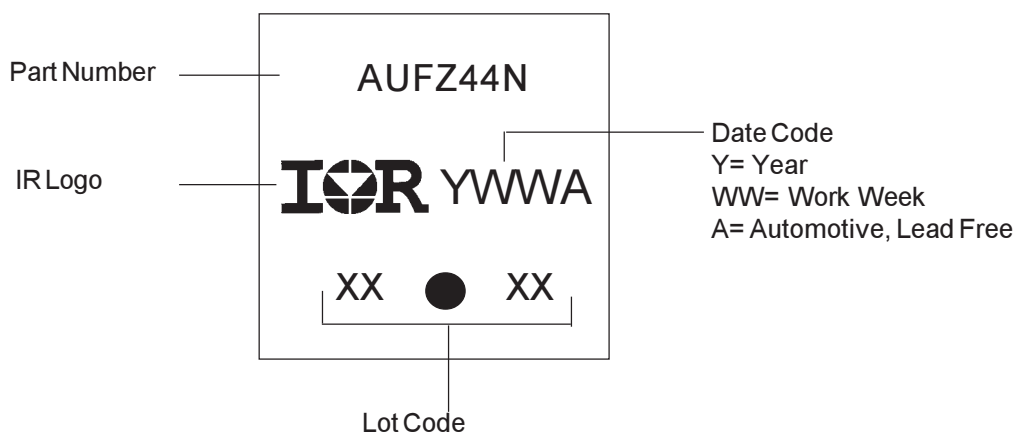 Part Number
AUFZ44N
Date Code
Y= Year
WW= Work Week
A= Automotive, Lead Free
IR Logo
IOR YWWA
XX XX
Lot Code